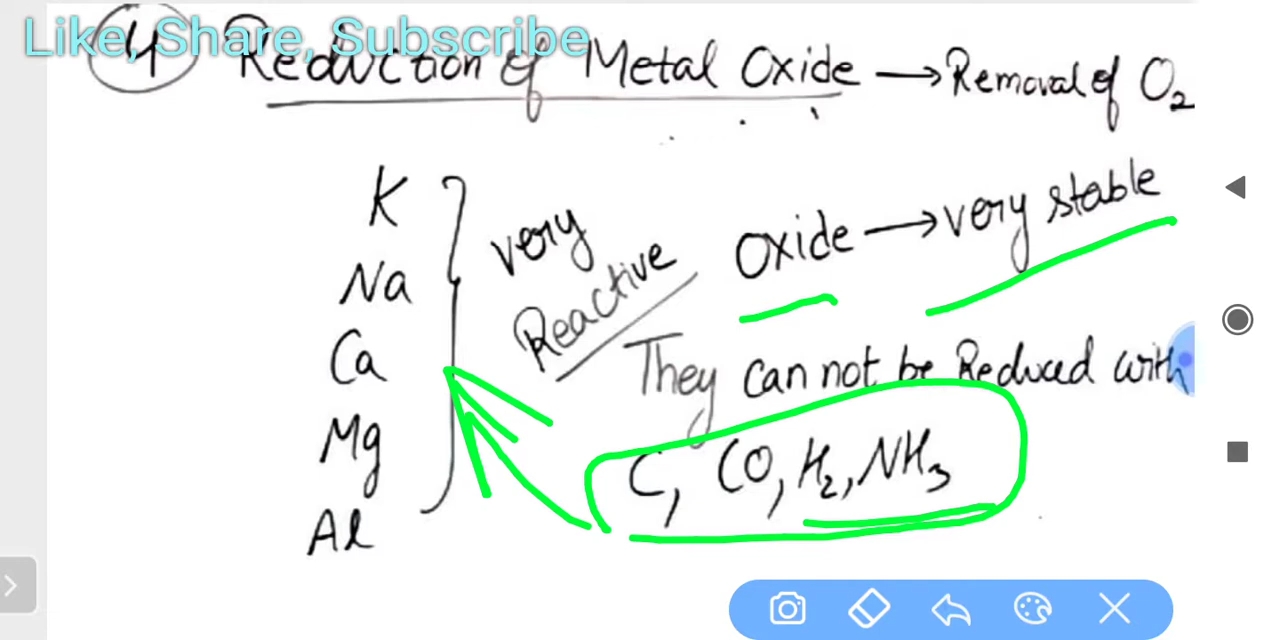 Like, Share, Subscribe
4 Reduction of Metal Oxide → Removal of O₂
K
Na
Ca
Mg
Al
very
Reactive
Oxide → very stable
They can not be Reduced with
C, CO, H₂, NH₃